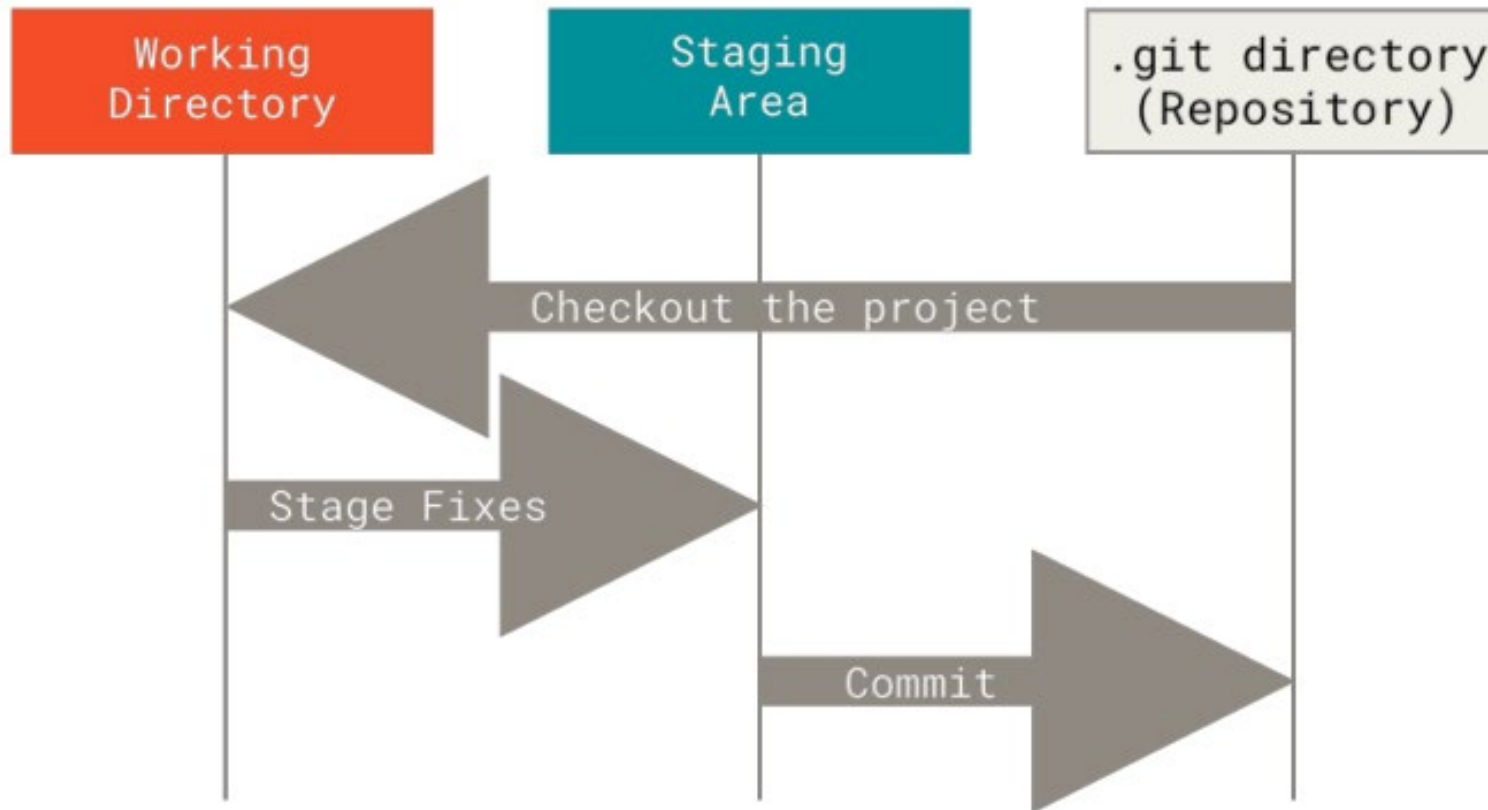 Working
Directory
Staging
Area
.git directory
(Repository)
Checkout the project
Stage Fixes
Commit